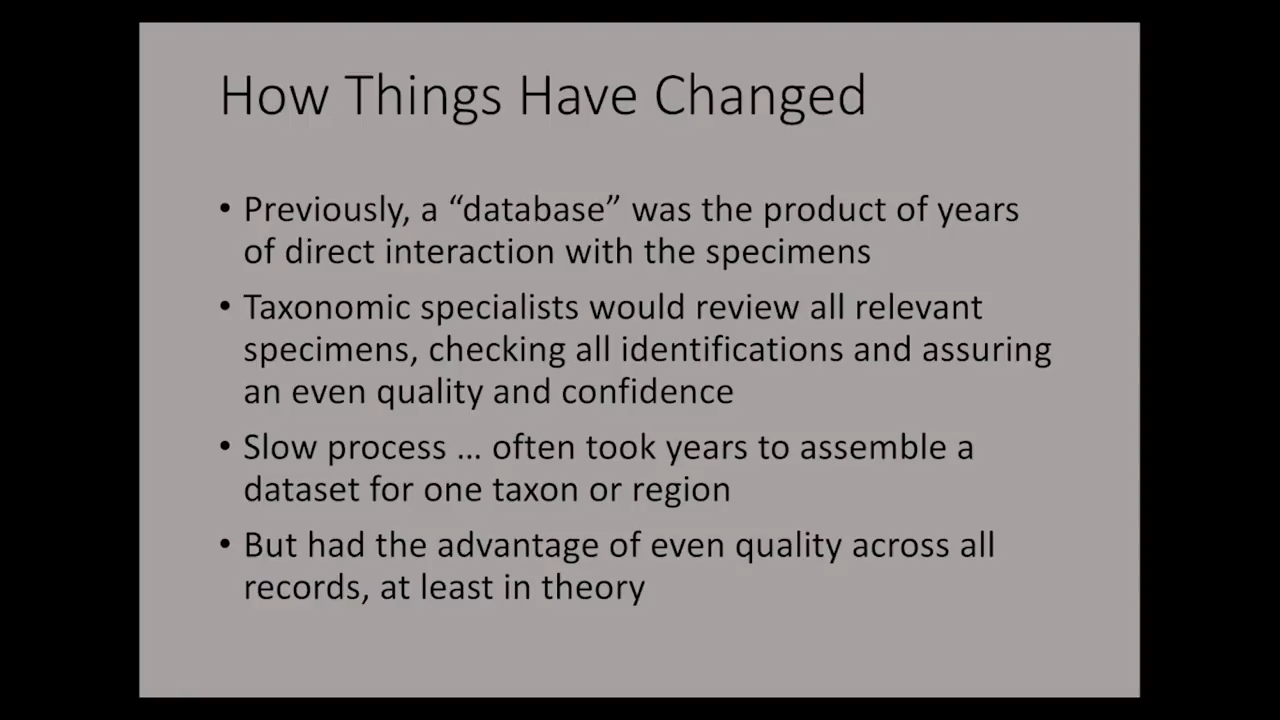 How Things Have Changed
• Previously, a “database” was the product of years
of direct interaction with the specimens
• Taxonomic specialists would review all relevant
specimens, checking all identifications and assuring
an even quality and confidence
• Slow process … often took years to assemble a
dataset for one taxon or region
• But had the advantage of even quality across all
records, at least in theory